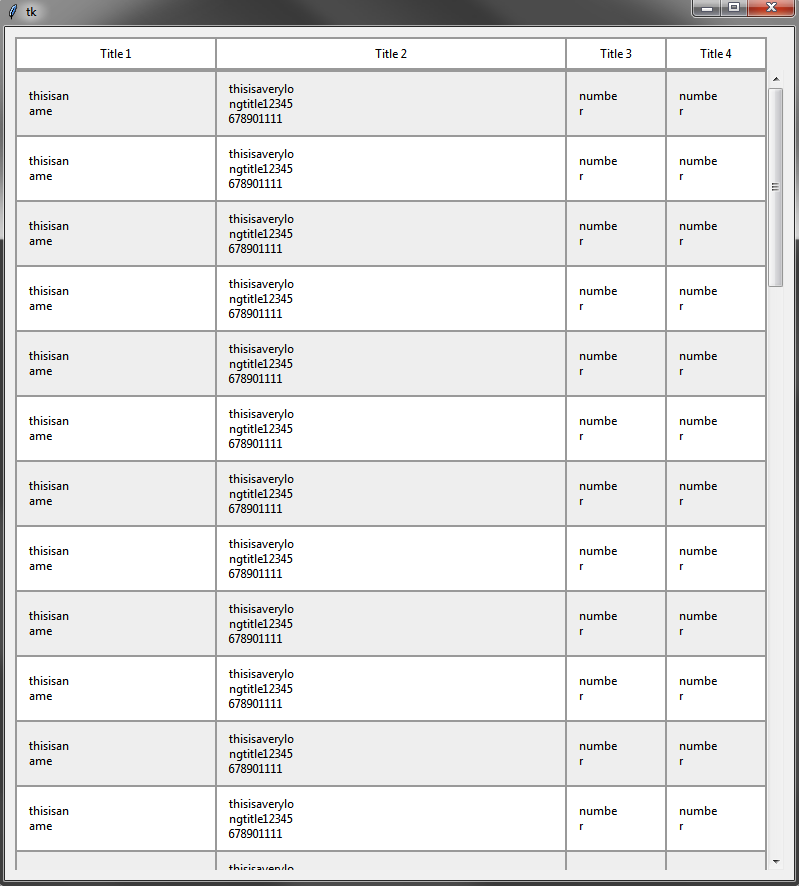 tk
Title 1
Title 2
Title 3
Title 4
thisisan
ame
thisisaverylo
ngtitle12345
678901111
numbe
r
numbe
r
thisisan
ame
thisisaverylo
ngtitle12345
678901111
numbe
r
numbe
r
thisisan
ame
thisisaverylo
ngtitle12345
678901111
numbe
r
numbe
r
thisisan
ame
thisisaverylo
ngtitle12345
678901111
numbe
r
numbe
r
thisisan
ame
thisisaverylo
ngtitle12345
678901111
numbe
r
numbe
r
thisisan
ame
thisisaverylo
ngtitle12345
678901111
numbe
r
numbe
r
thisisan
ame
thisisaverylo
ngtitle12345
678901111
numbe
r
numbe
r
thisisan
ame
thisisaverylo
ngtitle12345
678901111
numbe
r
numbe
r
thisisan
ame
thisisaverylo
ngtitle12345
678901111
numbe
r
numbe
r
thisisan
ame
thisisaverylo
ngtitle12345
678901111
numbe
r
numbe
r
thisisan
ame
thisisaverylo
ngtitle12345
678901111
numbe
r
numbe
r
thisisan
ame
thisisaverylo
ngtitle12345
678901111
numbe
r
numbe
r
thisisaverylo